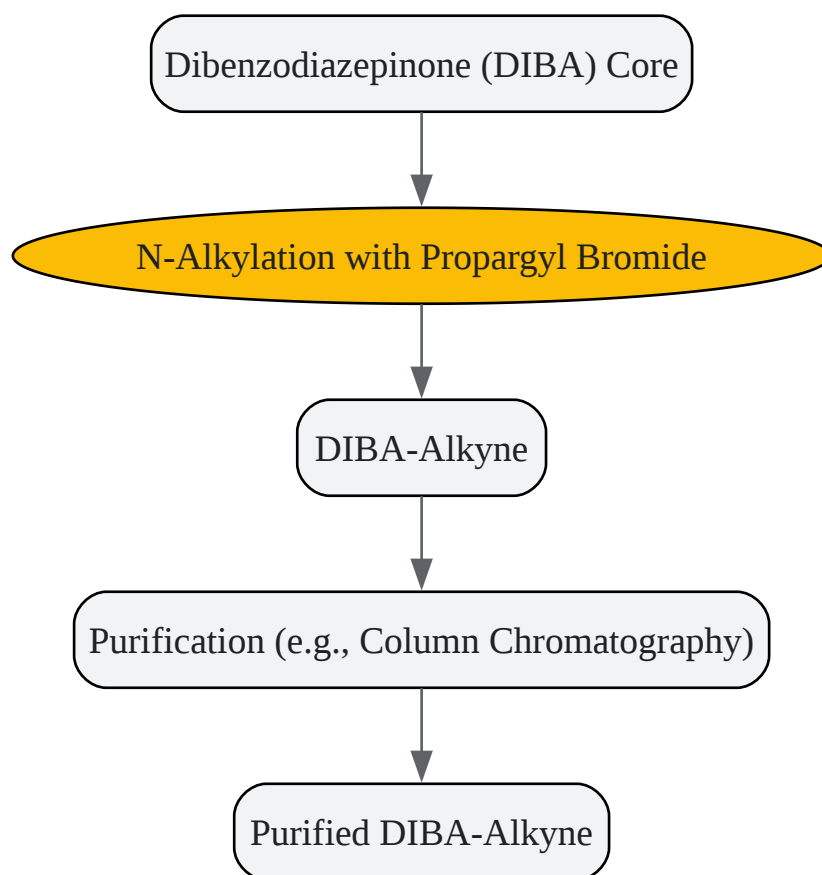 Dibenzodiazepinone (DIBA) Core
N-Alkylation with Propargyl Bromide
DIBA-Alkyne
Purification (e.g., Column Chromatography)
Purified DIBA-Alkyne